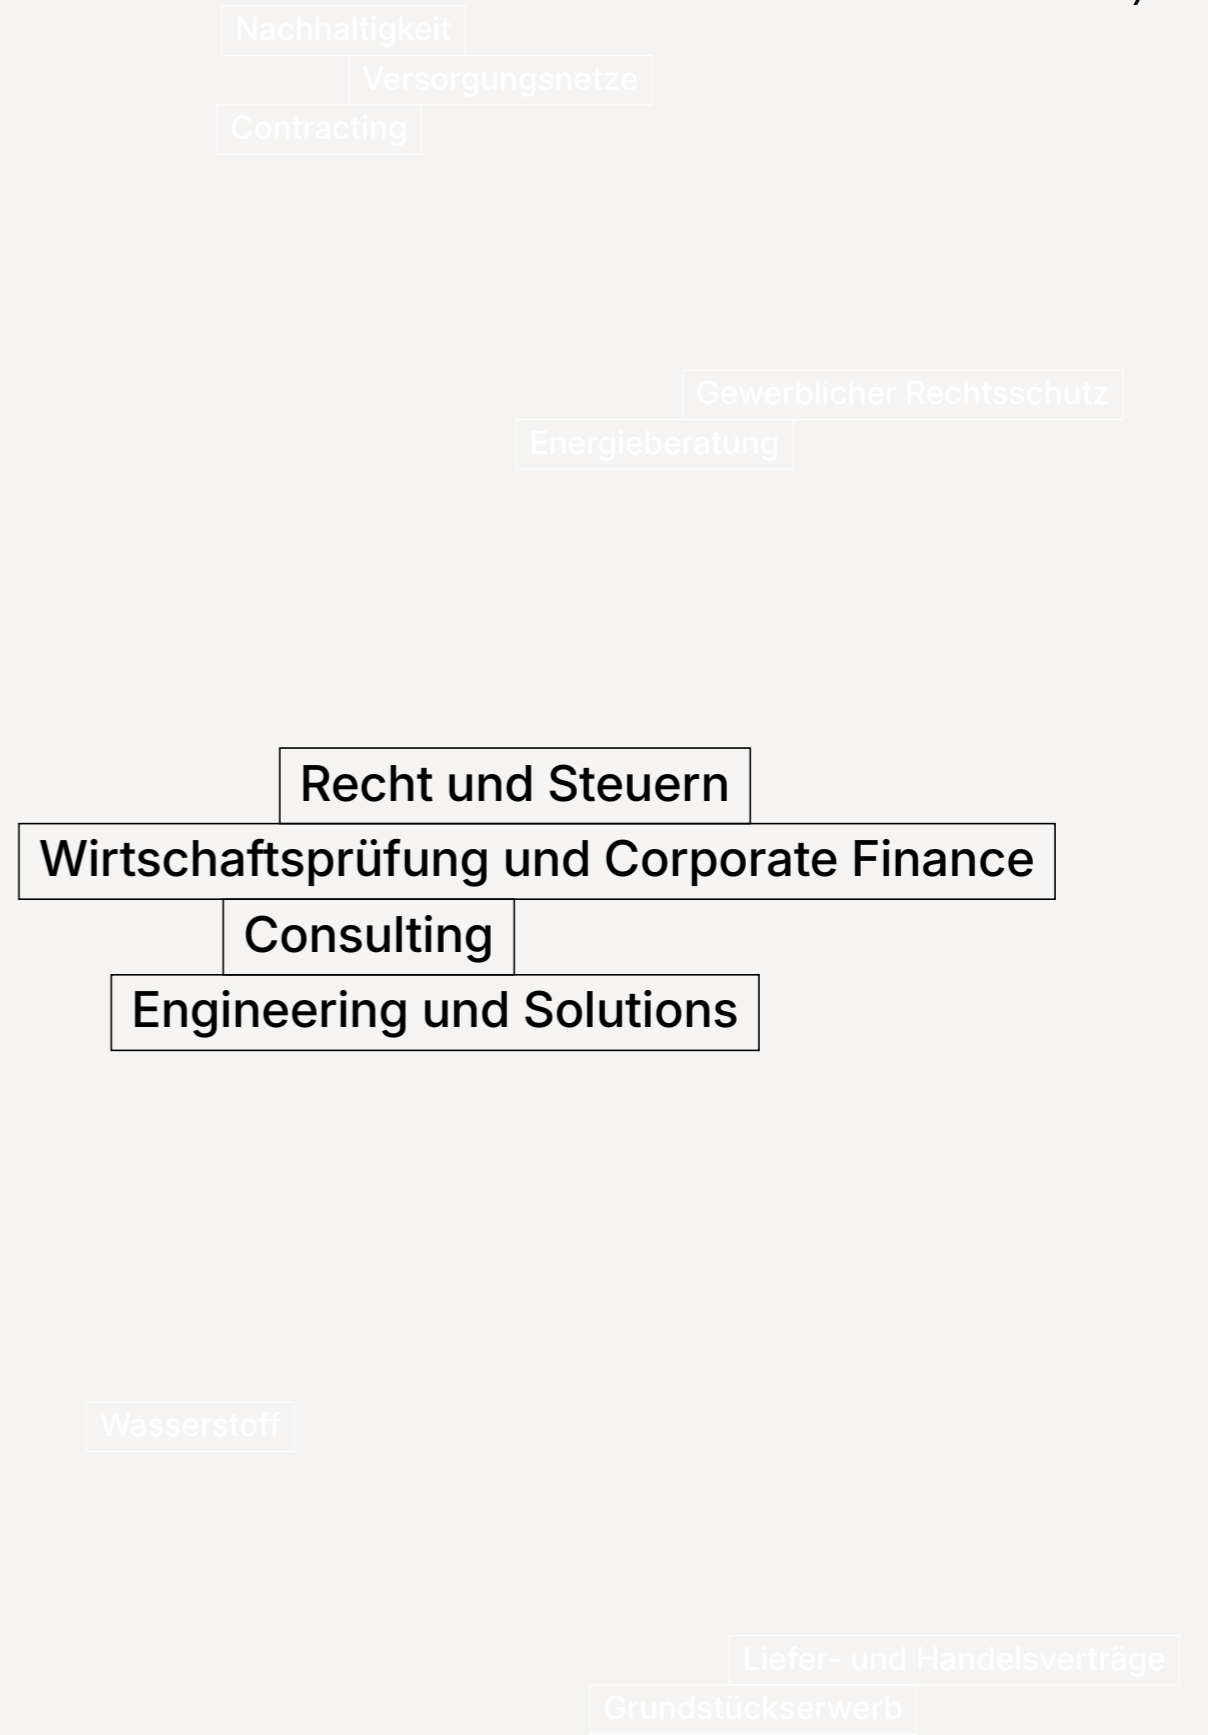 Nachhaltigkeit
Versorgungsnetze
Contracting
Gewerblicher Rechtsschutz
Energieberatung
Recht und Steuern
Wirtschaftsprüfung und Corporate Finance
Consulting
Engineering und Solutions
Wasserstoff
Liefer- und Handelsverträge
Grundstückserwerb